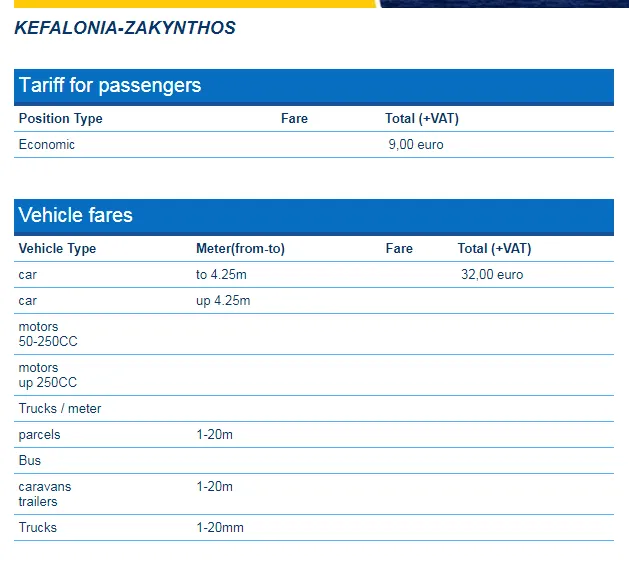 KEFALONIA-ZAKYNTHOS
Tariff for passengers
Position Type Fare Total (+VAT)
Economic 9,00 euro
Vehicle fares
Vehicle Type Meter(from-to) Fare Total (+VAT)
car to 4.25m 32,00 euro
car up 4.25m
motors
50-250CC
motors
up 250CC
Trucks / meter
parcels 1-20m
Bus
caravans 1-20m
trailers
Trucks 1-20mm